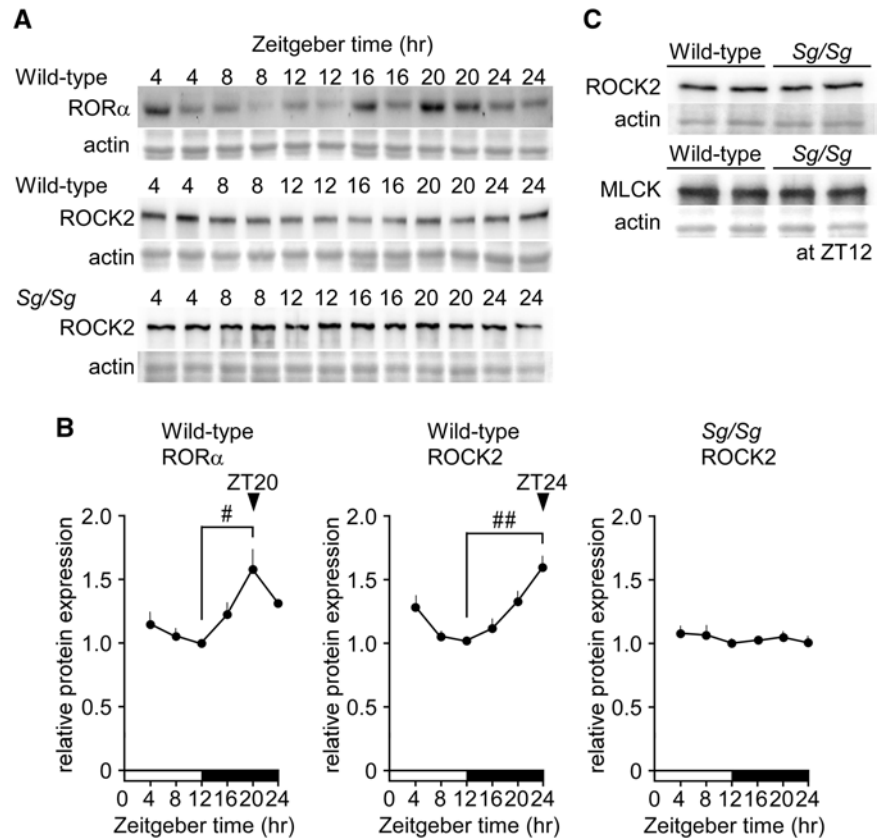 A
Zeitgeber time (hr)
Wild-type 4 4 8 8 12 12 16 16 20 20 24 24
RORα
actin
Wild-type 4 4 8 8 12 12 16 16 20 20 24 24
ROCK2
actin
Sg/Sg 4 4 8 8 12 12 16 16 20 20 24 24
ROCK2
actin
C
Wild-type Sg/Sg
ROCK2
actin
Wild-type Sg/Sg
MLCK
actin
at ZT12
B
Wild-type
RORα
ZT20
#
relative protein expression
2.0
1.5
1.0
0.5
0
0 4 8 12 16 20 24
Zeitgeber time (hr)
Wild-type
ROCK2
ZT24
##
relative protein expression
2.0
1.5
1.0
0.5
0
0 4 8 12 16 20 24
Zeitgeber time (hr)
Sg/Sg
ROCK2
relative protein expression
2.0
1.5
1.0
0.5
0
0 4 8 12 16 20 24
Zeitgeber time (hr)